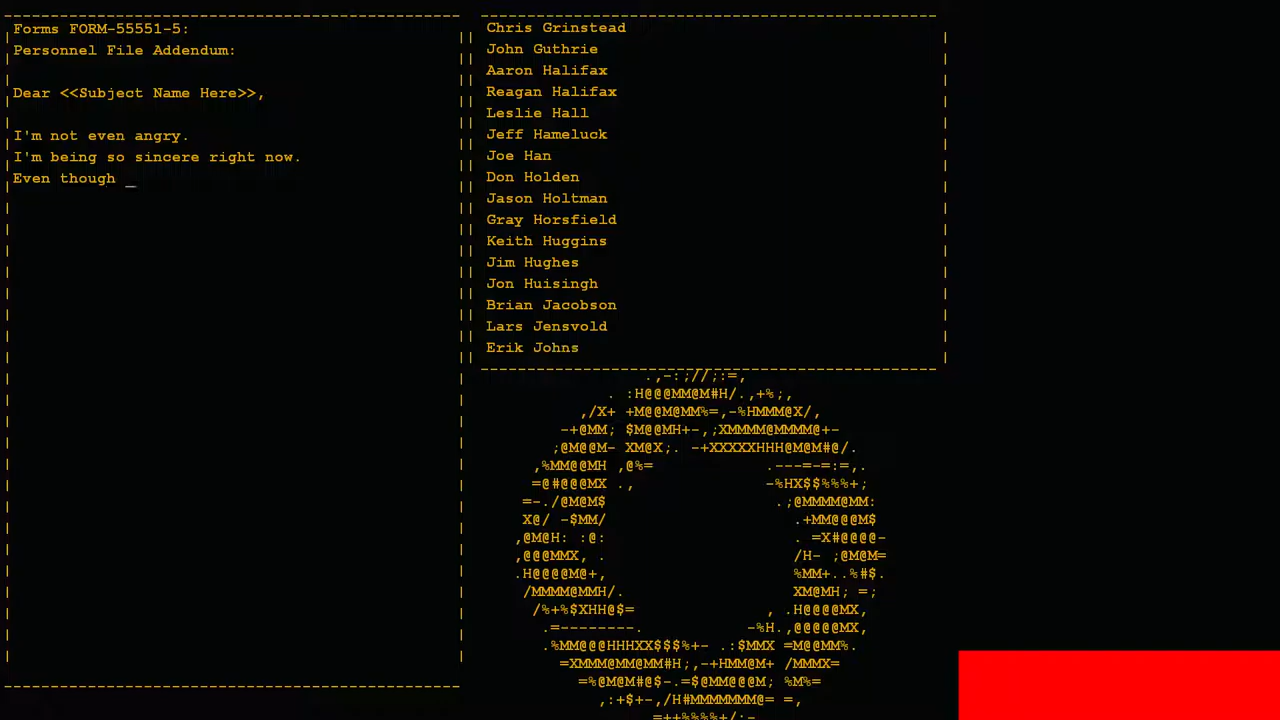 Forms FORM-55551-5:
Personnel File Addendum:
Dear <<Subject Name Here>>,
I'm not even angry.
I'm being so sincere right now.
Even though _
Chris Grinstead
John Guthrie
Aaron Halifax
Reagan Halifax
Leslie Hall
Jeff Hameluck
Joe Han
Don Holden
Jason Holtman
Gray Horsfield
Keith Huggins
Jim Hughes
Jon Huisingh
Brian Jacobson
Lars Jensvold
Erik Johns